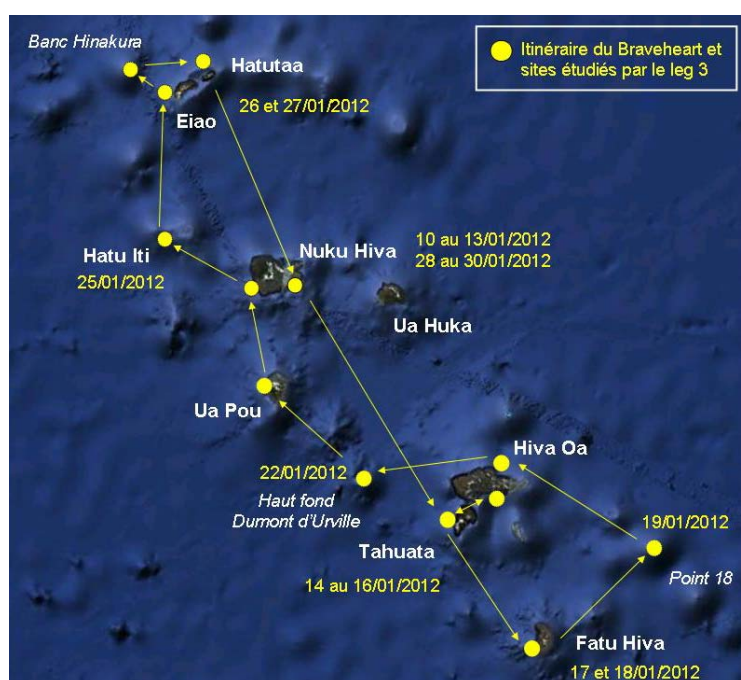 Banc Hinakura
Hatutaa
Itinéraire du Braveheart et
sites étudiés par le leg 3
26 et 27/01/2012
Eiao
Nuku Hiva
10 au 13/01/2012
28 au 30/01/2012
Hatu Iti
25/01/2012
Ua Huka
Ua Pou
Hiva Oa
22/01/2012
Haut fond
Dumont d'Urville
19/01/2012
Tahuata
Point 18
14 au 16/01/2012
Fatu Hiva
17 et 18/01/2012